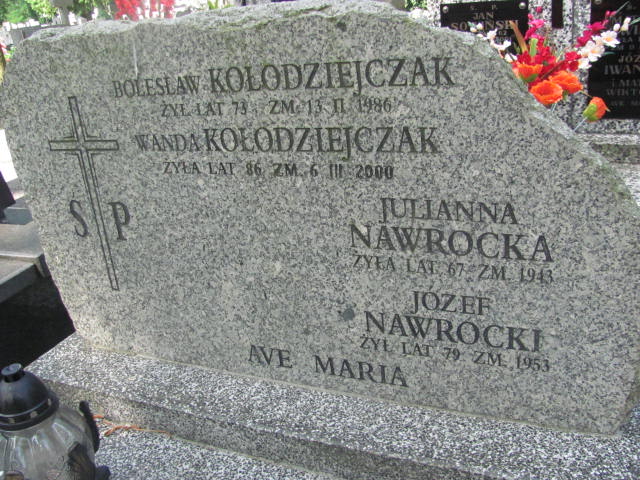 BOLESŁAW KOŁODZIEJCZAK
ŻYŁ LAT 73 ZM. 13 II 1986
WANDA KOŁODZIEJCZAK
ŻYŁA LAT 86 ZM. 6 III 2000
S P
JULIANNA
NAWROCKA
ŻYŁA LAT 67 ZM. 1943
JÓZEF
NAWROCKI
ŻYŁ LAT 79 ZM. 1953
AVE MARIA
Ś. P.
JAN